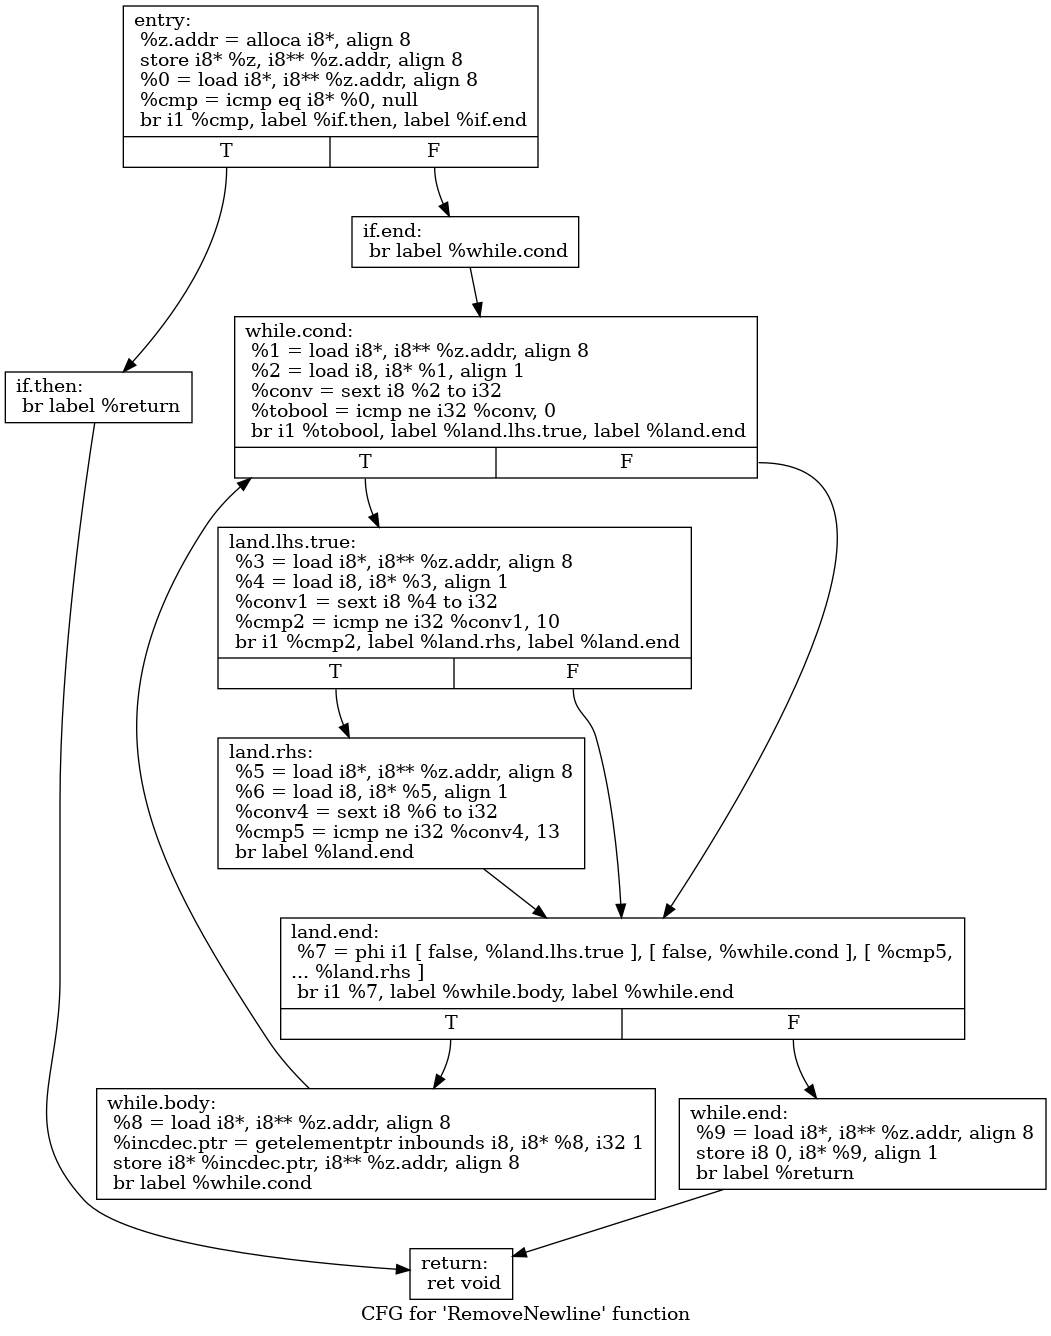 entry:
%z.addr = alloca i8*, align 8
store i8* %z, i8** %z.addr, align 8
%0 = load i8*, i8** %z.addr, align 8
%cmp = icmp eq i8* %0, null
br i1 %cmp, label %if.then, label %if.end
T
F
if.end:
br label %while.cond
while.cond:
%1 = load i8*, i8** %z.addr, align 8
%2 = load i8, i8* %1, align 1
%conv = sext i8 %2 to i32
%tobool = icmp ne i32 %conv, 0
br i1 %tobool, label %land.lhs.true, label %land.end
T
F
if.then:
br label %return
land.lhs.true:
%3 = load i8*, i8** %z.addr, align 8
%4 = load i8, i8* %3, align 1
%conv1 = sext i8 %4 to i32
%cmp2 = icmp ne i32 %conv1, 10
br i1 %cmp2, label %land.rhs, label %land.end
T
F
land.rhs:
%5 = load i8*, i8** %z.addr, align 8
%6 = load i8, i8* %5, align 1
%conv4 = sext i8 %6 to i32
%cmp5 = icmp ne i32 %conv4, 13
br label %land.end
land.end:
%7 = phi i1 [ false, %land.lhs.true ], [ false, %while.cond ], [ %cmp5,
... %land.rhs ]
br i1 %7, label %while.body, label %while.end
T
F
while.body:
%8 = load i8*, i8** %z.addr, align 8
%incdec.ptr = getelementptr inbounds i8, i8* %8, i32 1
store i8* %incdec.ptr, i8** %z.addr, align 8
br label %while.cond
while.end:
%9 = load i8*, i8** %z.addr, align 8
store i8 0, i8* %9, align 1
br label %return
return:
ret void
CFG for 'RemoveNewline' function